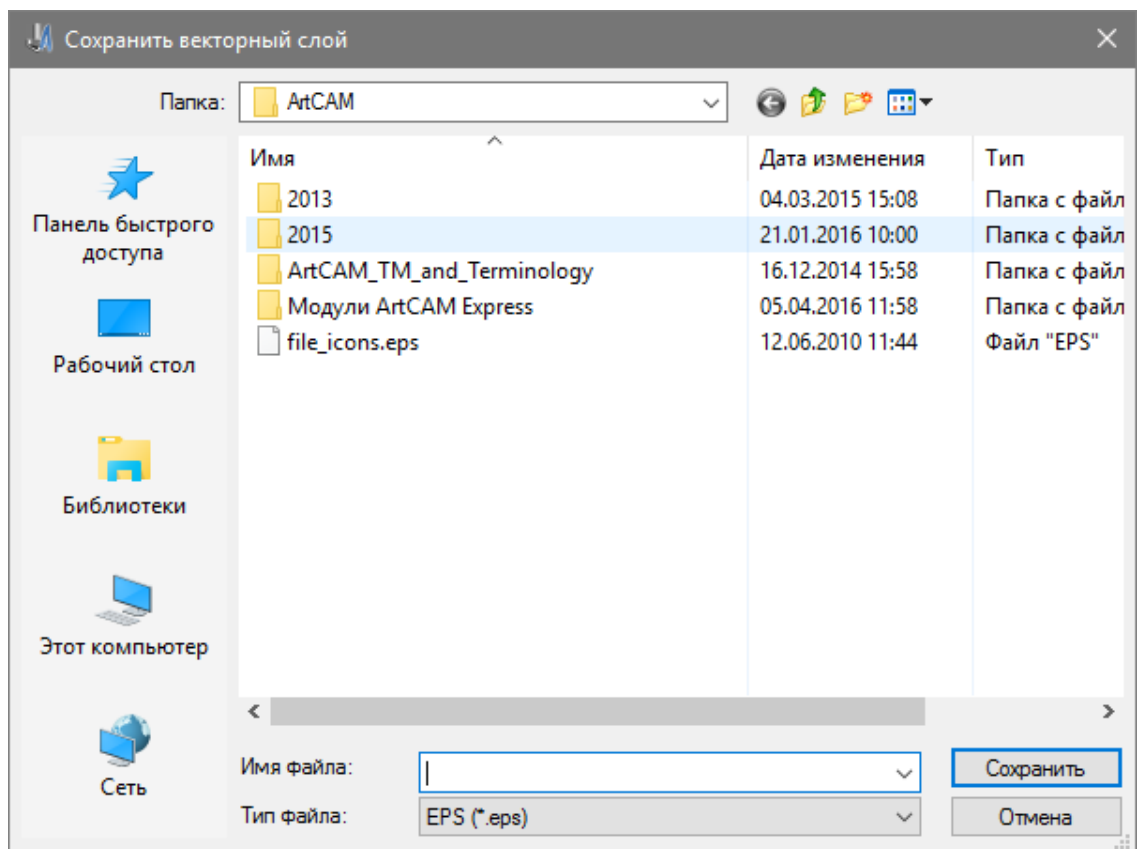 Сохранить векторный слой
Папка: ArtCAM
Имя Дата изменения Тип
2013 04.03.2015 15:08 Папка с файл
2015 21.01.2016 10:00 Папка с файл
ArtCAM_TM_and_Terminology 16.12.2014 15:58 Папка с файл
Модули ArtCAM Express 05.04.2016 11:58 Папка с файл
file_icons.eps 12.06.2010 11:44 Файл "EPS"
Панель быстрого
доступа
Рабочий стол
Библиотеки
Этот компьютер
Сеть
Имя файла: Сохранить
Тип файла: EPS (*.eps) Отмена